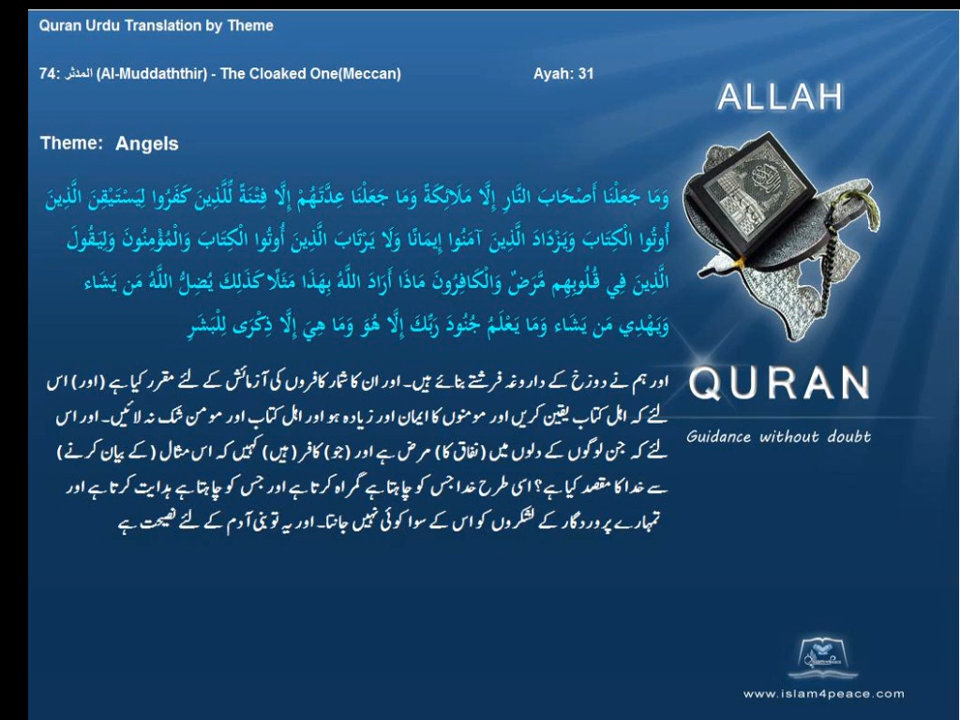 Quran Urdu Translation by Theme
74: المدثر (Al-Muddaththir) - The Cloaked One(Meccan) Ayah: 31
ALLAH
Theme: Angels
وَمَا جَعَلْنَا أَصْحَابَ النَّارِ إِلَّا مَلَائِكَةً وَمَا جَعَلْنَا عِدَّتَهُمْ إِلَّا فِتْنَةً لِّلَّذِينَ كَفَرُوا لِيَسْتَيْقِنَ الَّذِينَ
أُوتُوا الْكِتَابَ وَيَزْدَادَ الَّذِينَ آمَنُوا إِيمَانًا وَلَا يَرْتَابَ الَّذِينَ أُوتُوا الْكِتَابَ وَالْمُؤْمِنُونَ وَلِيَقُولَ
الَّذِينَ فِي قُلُوبِهِم مَّرَضٌ وَالْكَافِرُونَ مَاذَا أَرَادَ اللَّهُ بِهَذَا مَثَلًا كَذَلِكَ يُضِلُّ اللَّهُ مَن يَشَاء
وَيَهْدِي مَن يَشَاء وَمَا يَعْلَمُ جُنُودَ رَبِّكَ إِلَّا هُوَ وَمَا هِيَ إِلَّا ذِكْرَى لِلْبَشَرِ
اور ہم نے دوزخ کے داروغہ فرشتے بنائے ہیں۔ اور ان کا شمار کافروں کی آزمائش کے لئے مقرر کیا ہے (اور) اس
لئے کہ اہل کتاب یقین کریں اور مومنوں کا ایمان اور زیادہ ہو اور اہل کتاب اور مومن شک نہ لائیں۔ اور اس
لئے کہ جن لوگوں کے دلوں میں (نفاق کا) مرض ہے اور (جو) کافر (ہیں) کہیں کہ اس مثال (کے بیان کرنے)
سے خدا کا مقصد کیا ہے؟ اسی طرح خدا جس کو چاہتا ہے گمراہ کرتا ہے اور جس کو چاہتا ہے ہدایت کرتا ہے اور
تمہارے پروردگار کے لشکروں کو اس کے سوا کوئی نہیں جانتا۔ اور یہ تو بنی آدم کے لئے نصیحت ہے
QURAN
Guidance without doubt
www.islam4peace.com